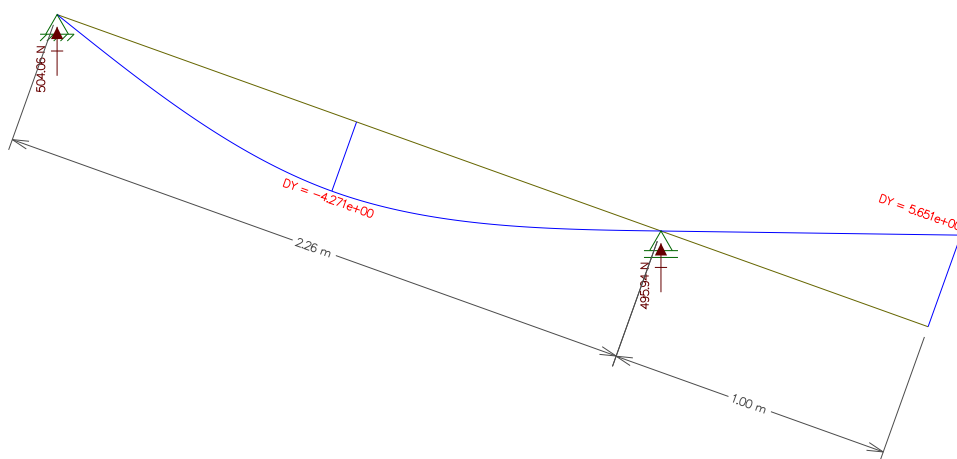 504.06 N
DY = -4.271e+00
DY = 5.651e+00
2.26 m
495.94 N
1.00 m